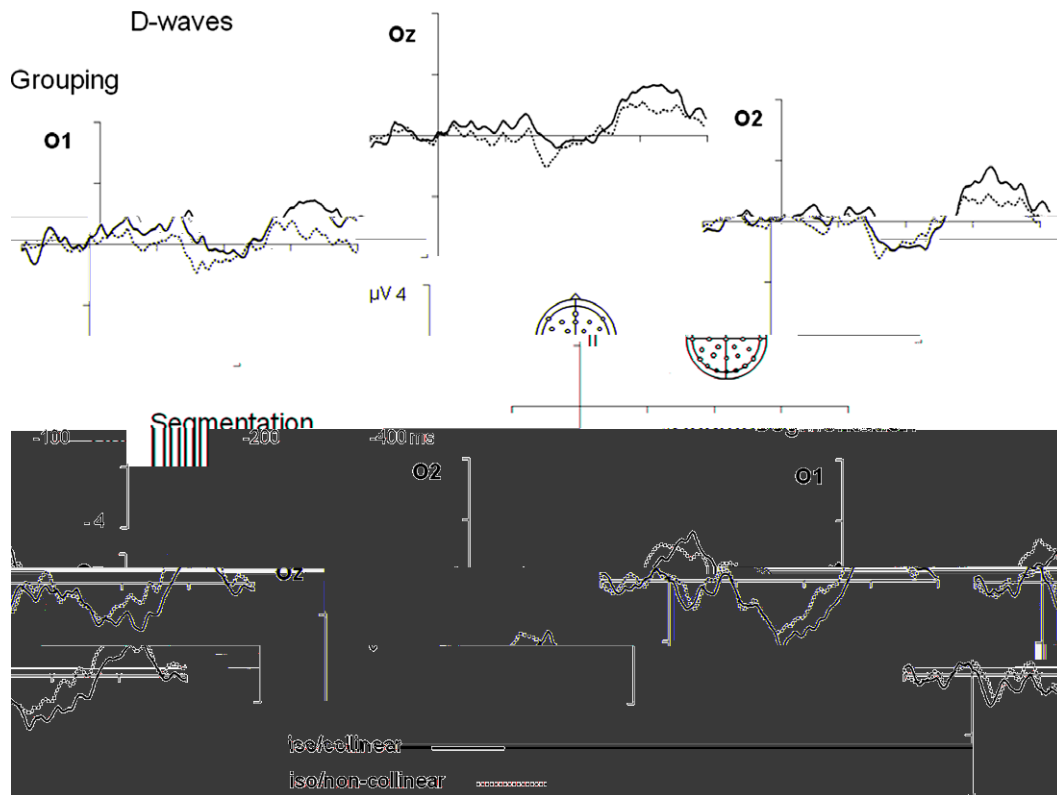 D-waves
Oz
Grouping
O2
O1
µV 4
Segmentation
-100
-200
-400 ms
O2
O1
-4
Oz
iso/collinear
iso/non-collinear